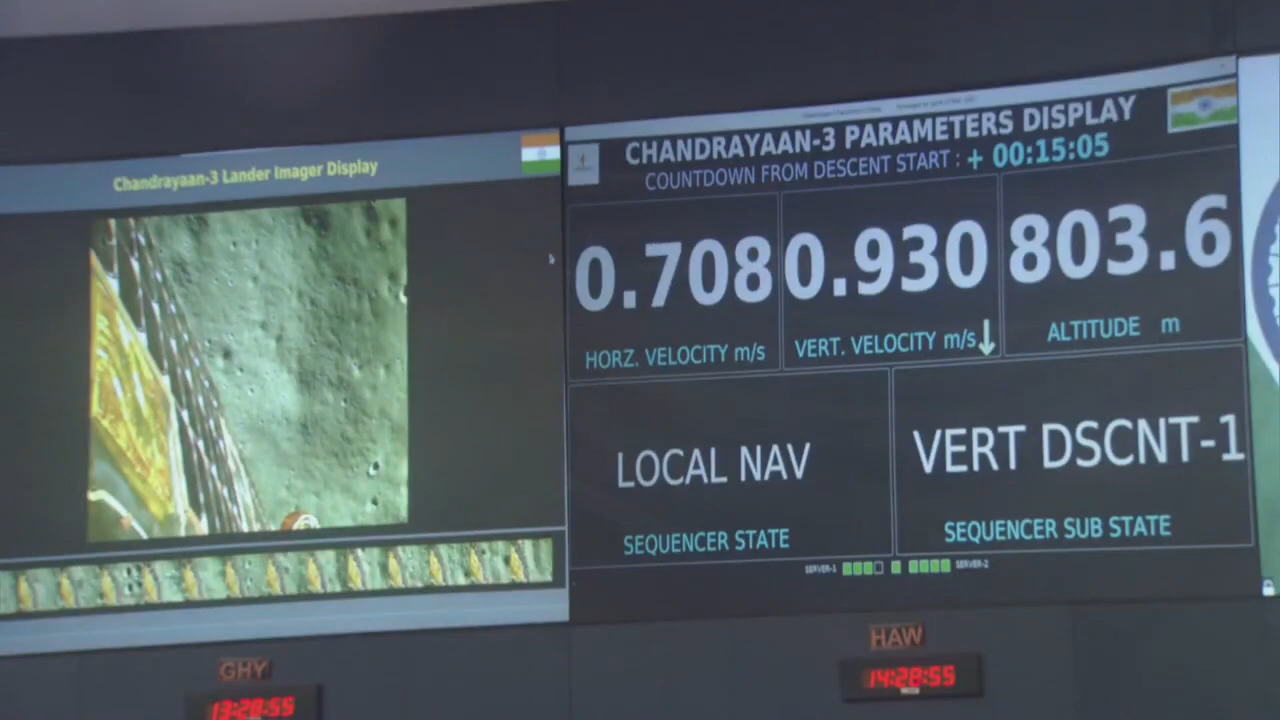 Chandrayaan-3 Lander Imager Display
CHANDRAYAAN-3 PARAMETERS DISPLAY
COUNTDOWN FROM DESCENT START : + 00:15:05
0.708 0.930 803.6
HORZ. VELOCITY m/s VERT. VELOCITY m/s ALTITUDE m
LOCAL NAV VERT DSCNT-1
SEQUENCER STATE SEQUENCER SUB STATE
SERVER-1 SERVER-2
GHY HAW
13:28:55 14:28:55